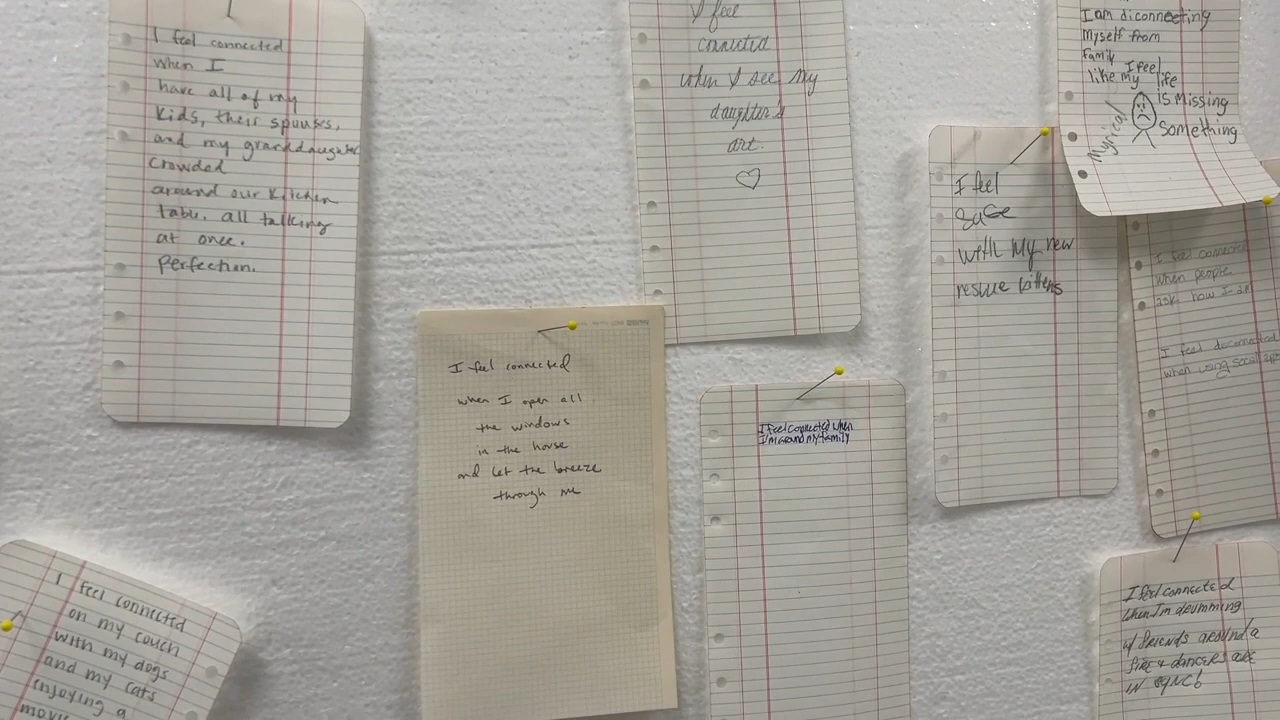 I feel connected
when I
have all of my
kids, their spouses,
and my granddaughter
crowded
around our kitchen
table. all talking
at once.
Perfection.
I feel
connected
when I see my
daughter's
art.
I am diconnecting
myself from
family I feel
like my life
is missing
something
I feel
safe
with my new
rescue kittens
I feel connected
when people
ask how I am
I feel disconnected
when using social
I feel connected
when I open all
the windows
in the house
and let the breeze
through me
I feel connected when
I'm around my family
I feel connected
on my couch
with my dogs
and my cats
enjoying a
movie
I feel connected
when I'm drumming
w/ friends around a
fire + dancers are
in sync!